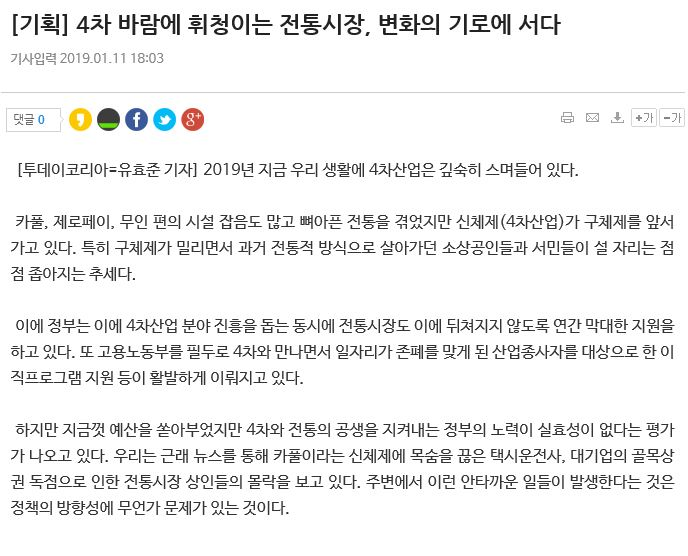 [기획] 4차 바람에 휘청이는 전통시장, 변화의 기로에 서다
기사입력 2019.01.11 18:03
댓글 0
g+
+가 -가
[투데이코리아=유효준 기자] 2019년 지금 우리 생활에 4차산업은 깊숙히 스며들어 있다.
카풀, 제로페이, 무인 편의 시설 잡음도 많고 뼈아픈 전통을 겪었지만 신체제(4차산업)가 구체제를 앞서
가고 있다. 특히 구체제가 밀리면서 과거 전통적 방식으로 살아가던 소상공인들과 서민들이 설 자리는 점
점 좁아지는 추세다.
이에 정부는 이에 4차산업 분야 진흥을 돕는 동시에 전통시장도 이에 뒤쳐지지 않도록 연간 막대한 지원을
하고 있다. 또 고용노동부를 필두로 4차와 만나면서 일자리가 존폐를 맞게 된 산업종사자를 대상으로 한 이
직프로그램 지원 등이 활발하게 이뤄지고 있다.
하지만 지금껏 예산을 쏟아부었지만 4차와 전통의 공생을 지켜내는 정부의 노력이 실효성이 없다는 평가
가 나오고 있다. 우리는 근래 뉴스를 통해 카풀이라는 신체제에 목숨을 끊은 택시운전사, 대기업의 골목상
권 독점으로 인한 전통시장 상인들의 몰락을 보고 있다. 주변에서 이런 안타까운 일들이 발생한다는 것은
정책의 방향성에 무언가 문제가 있는 것이다.